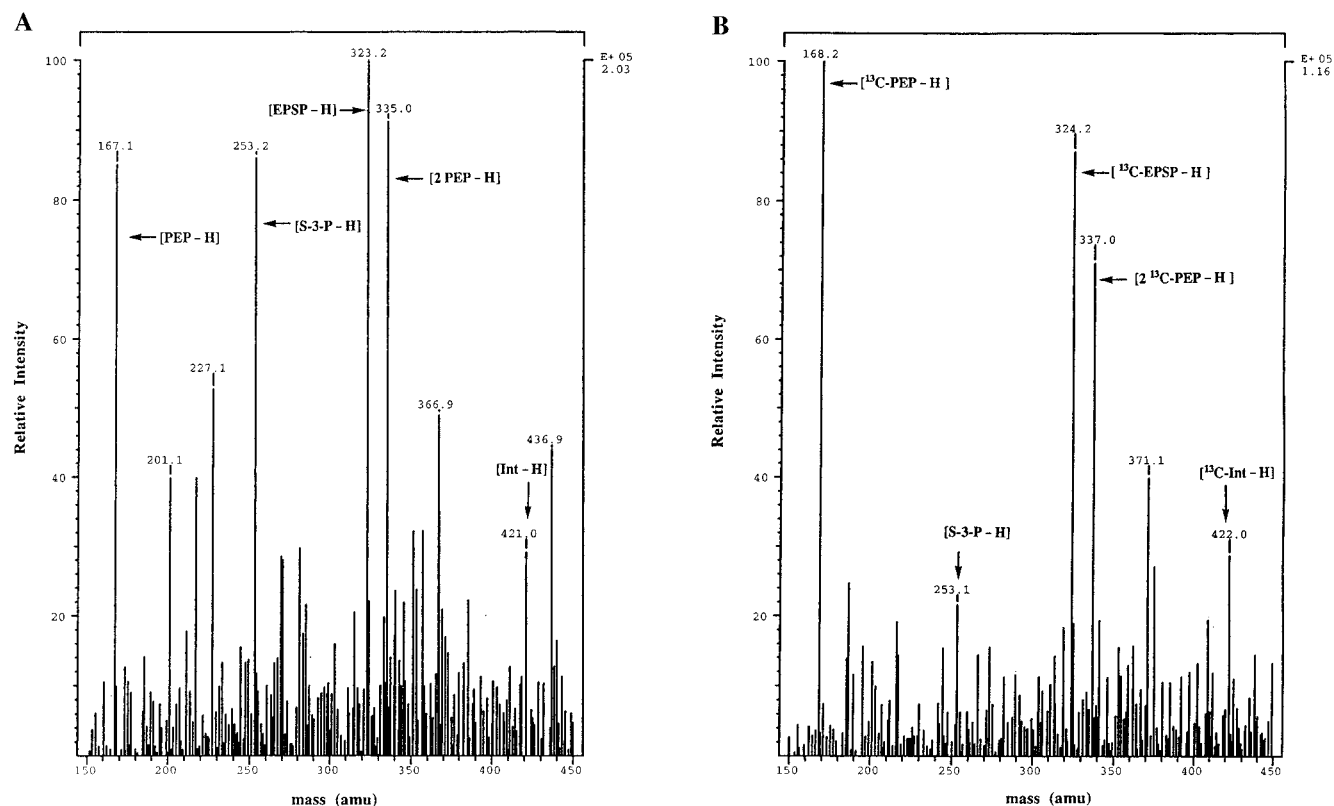 A
E+ 05
2.03
323.2
[EPSP – H]
335.0
167.1
253.2
[2 PEP – H]
[S-3-P – H]
[PEP – H]
227.1
366.9
436.9
[Int – H]
201.1
421.0
100
80
60
40
20
Relative Intensity
150 200 250 300 350 400 450
mass (amu)
B
E+ 05
1.16
168.2
[¹³C-PEP – H ]
324.2
[ ¹³C-EPSP – H ]
337.0
[2 ¹³C-PEP – H ]
371.1
[¹³C-Int – H]
422.0
[S-3-P – H]
253.1
100
80
60
40
20
Relative Intensity
150 200 250 300 350 400 450
mass (amu)